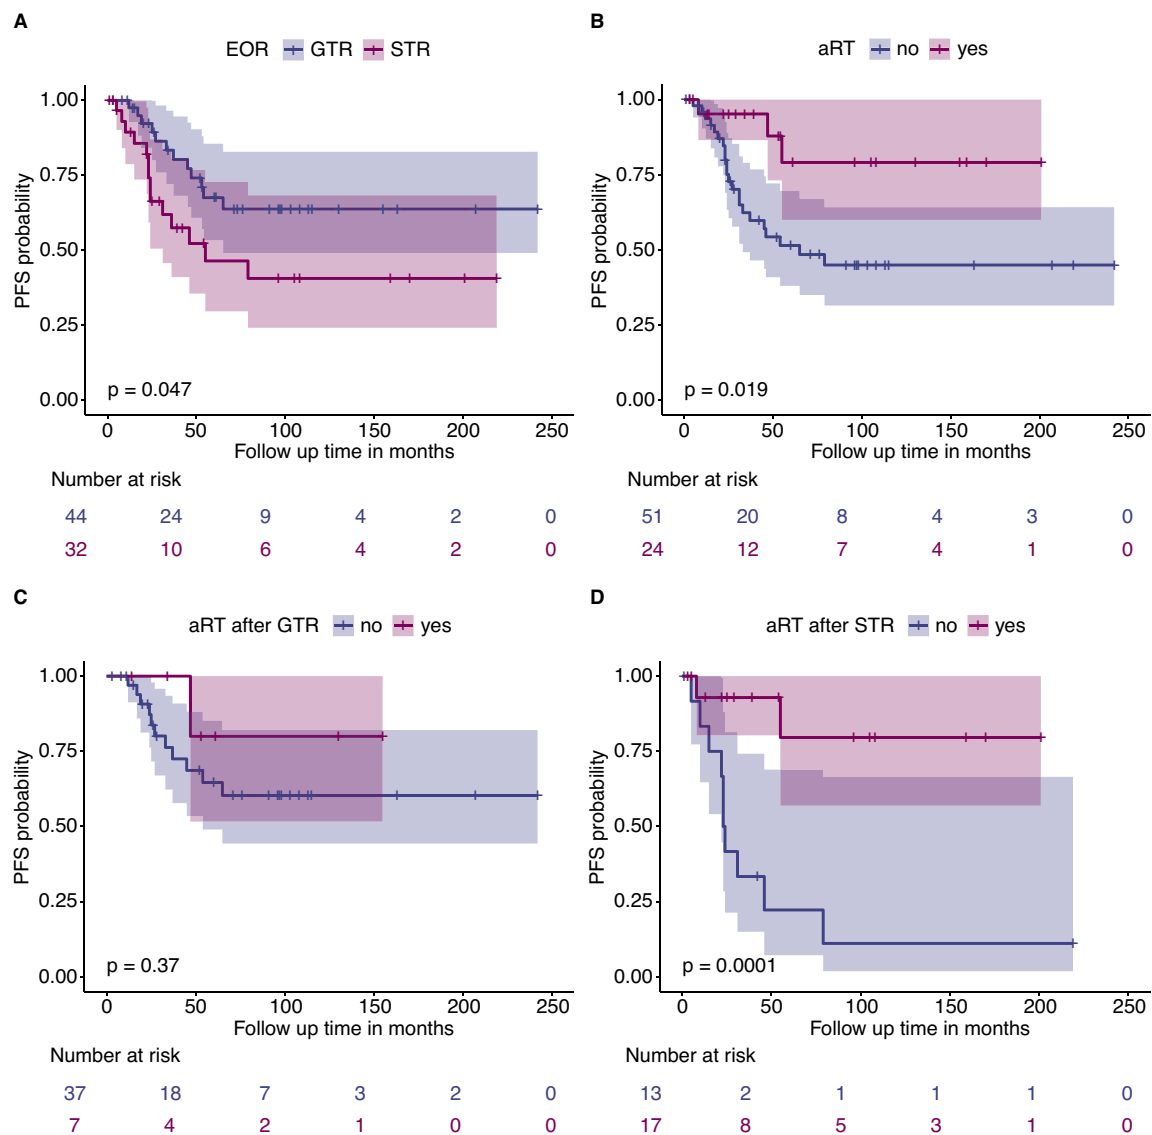 A
EOR GTR STR
1.00
0.75
0.50
0.25
0.00
PFS probability
p = 0.047
0 50 100 150 200 250
Follow up time in months
Number at risk
44 24 9 4 2 0
32 10 6 4 2 0
B
aRT no yes
1.00
0.75
0.50
0.25
0.00
PFS probability
p = 0.019
0 50 100 150 200 250
Follow up time in months
Number at risk
51 20 8 4 3 0
24 12 7 4 1 0
C
aRT after GTR no yes
1.00
0.75
0.50
0.25
0.00
PFS probability
p = 0.37
0 50 100 150 200 250
Follow up time in months
Number at risk
37 18 7 3 2 0
7 4 2 1 0 0
D
aRT after STR no yes
1.00
0.75
0.50
0.25
0.00
PFS probability
p = 0.0001
0 50 100 150 200 250
Follow up time in months
Number at risk
13 2 1 1 1 0
17 8 5 3 1 0